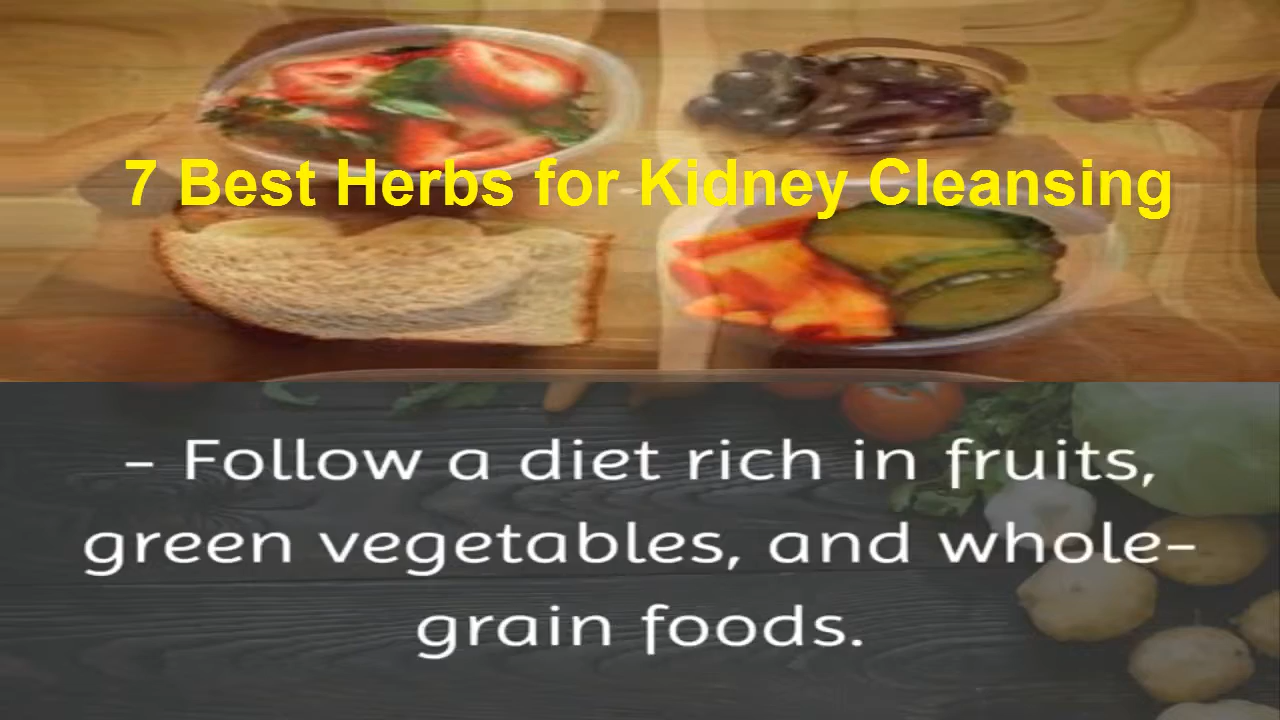 7 Best Herbs for Kidney Cleansing
– Follow a diet rich in fruits,
green vegetables, and whole–
grain foods.